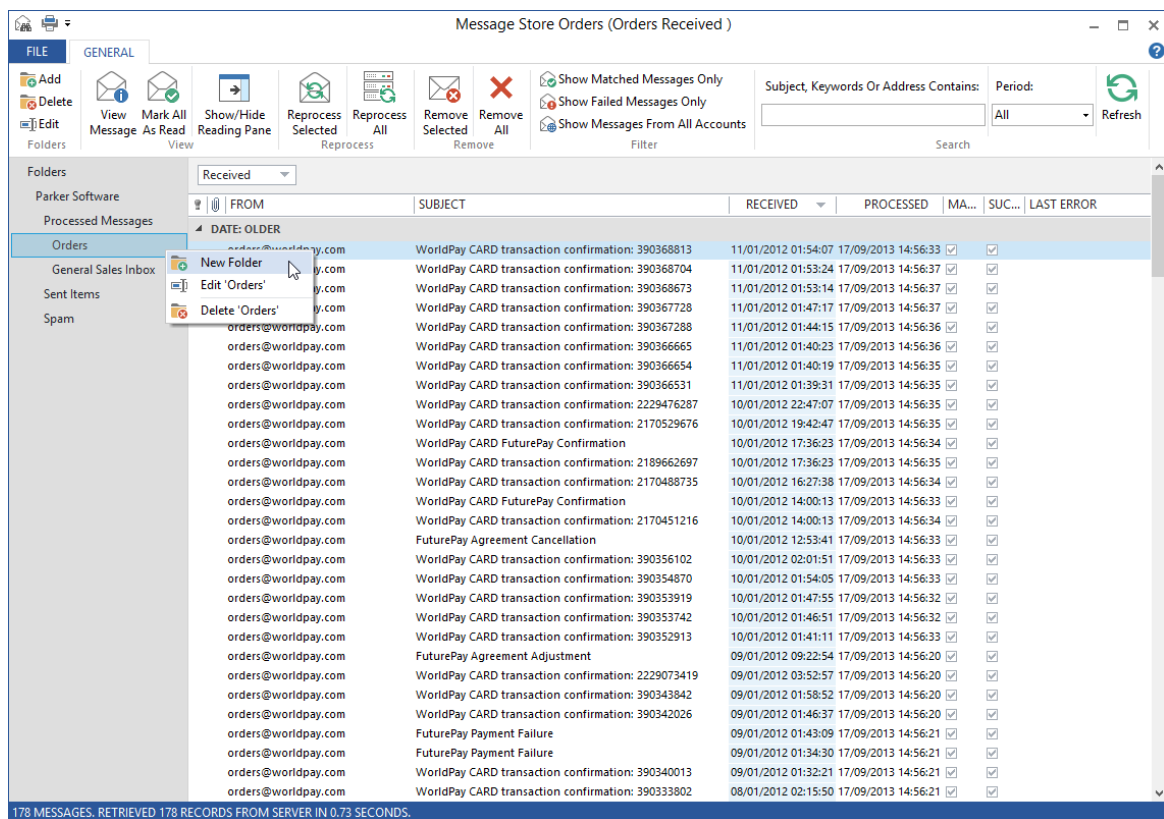 Message Store Orders (Orders Received )
FILE GENERAL
Add
Delete
Edit
Folders
View Message
Mark All As Read
Show/Hide Reading Pane
View
Reprocess Selected
Reprocess All
Reprocess
Remove Selected
Remove All
Remove
Show Matched Messages Only
Show Failed Messages Only
Show Messages From All Accounts
Filter
Subject, Keywords Or Address Contains: Period:
All
Refresh
Search
Folders
Parker Software
Processed Messages
Orders
General Sales Inbox
Sent Items
Spam
New Folder
Edit 'Orders'
Delete 'Orders'
Received
FROM SUBJECT RECEIVED PROCESSED MA... SUC... LAST ERROR
DATE: OLDER
orders@worldpay.com WorldPay CARD transaction confirmation: 390368813 11/01/2012 01:54:07 17/09/2013 14:56:33
y.com WorldPay CARD transaction confirmation: 390368704 11/01/2012 01:53:24 17/09/2013 14:56:37
y.com WorldPay CARD transaction confirmation: 390368673 11/01/2012 01:53:14 17/09/2013 14:56:37
y.com WorldPay CARD transaction confirmation: 390367728 11/01/2012 01:47:17 17/09/2013 14:56:37
orders@worldpay.com WorldPay CARD transaction confirmation: 390367288 11/01/2012 01:44:15 17/09/2013 14:56:36
orders@worldpay.com WorldPay CARD transaction confirmation: 390366665 11/01/2012 01:40:23 17/09/2013 14:56:36
orders@worldpay.com WorldPay CARD transaction confirmation: 390366654 11/01/2012 01:40:19 17/09/2013 14:56:35
orders@worldpay.com WorldPay CARD transaction confirmation: 390366531 11/01/2012 01:39:31 17/09/2013 14:56:35
orders@worldpay.com WorldPay CARD transaction confirmation: 2229476287 10/01/2012 22:47:07 17/09/2013 14:56:35
orders@worldpay.com WorldPay CARD transaction confirmation: 2170529676 10/01/2012 19:42:47 17/09/2013 14:56:35
orders@worldpay.com WorldPay CARD FuturePay Confirmation 10/01/2012 17:36:23 17/09/2013 14:56:34
orders@worldpay.com WorldPay CARD transaction confirmation: 2189662697 10/01/2012 17:36:23 17/09/2013 14:56:35
orders@worldpay.com WorldPay CARD transaction confirmation: 2170488735 10/01/2012 16:27:38 17/09/2013 14:56:34
orders@worldpay.com WorldPay CARD FuturePay Confirmation 10/01/2012 14:00:13 17/09/2013 14:56:33
orders@worldpay.com WorldPay CARD transaction confirmation: 2170451216 10/01/2012 14:00:13 17/09/2013 14:56:34
orders@worldpay.com FuturePay Agreement Cancellation 10/01/2012 12:53:41 17/09/2013 14:56:33
orders@worldpay.com WorldPay CARD transaction confirmation: 390356102 10/01/2012 02:01:51 17/09/2013 14:56:33
orders@worldpay.com WorldPay CARD transaction confirmation: 390354870 10/01/2012 01:54:05 17/09/2013 14:56:33
orders@worldpay.com WorldPay CARD transaction confirmation: 390353919 10/01/2012 01:47:55 17/09/2013 14:56:32
orders@worldpay.com WorldPay CARD transaction confirmation: 390353742 10/01/2012 01:46:51 17/09/2013 14:56:32
orders@worldpay.com WorldPay CARD transaction confirmation: 390352913 10/01/2012 01:41:11 17/09/2013 14:56:33
orders@worldpay.com FuturePay Agreement Adjustment 09/01/2012 09:22:54 17/09/2013 14:56:20
orders@worldpay.com WorldPay CARD transaction confirmation: 2229073419 09/01/2012 03:52:57 17/09/2013 14:56:20
orders@worldpay.com WorldPay CARD transaction confirmation: 390343842 09/01/2012 01:58:52 17/09/2013 14:56:20
orders@worldpay.com WorldPay CARD transaction confirmation: 390342026 09/01/2012 01:46:37 17/09/2013 14:56:20
orders@worldpay.com FuturePay Payment Failure 09/01/2012 01:43:09 17/09/2013 14:56:21
orders@worldpay.com FuturePay Payment Failure 09/01/2012 01:34:30 17/09/2013 14:56:21
orders@worldpay.com WorldPay CARD transaction confirmation: 390340013 09/01/2012 01:32:21 17/09/2013 14:56:21
orders@worldpay.com WorldPay CARD transaction confirmation: 390333802 08/01/2012 02:15:50 17/09/2013 14:56:21
178 MESSAGES. RETRIEVED 178 RECORDS FROM SERVER IN 0.73 SECONDS.